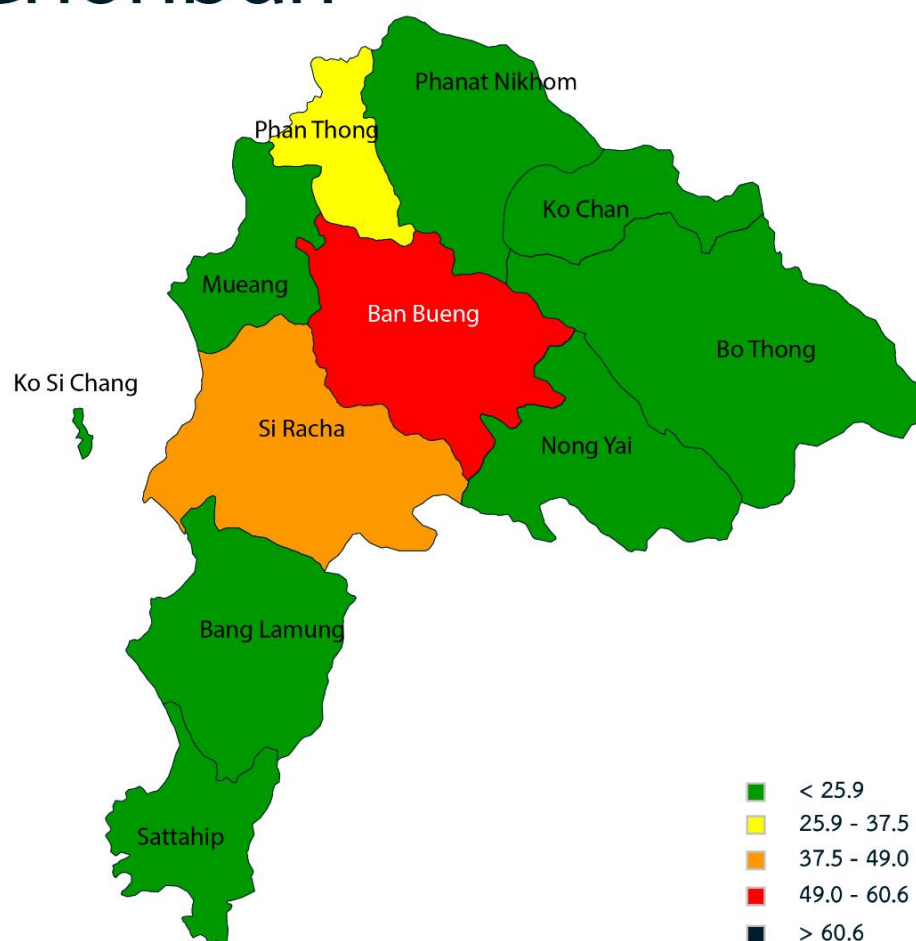 Phanat Nikhom
Phan Thong
Ko Chan
Mueang
Ban Bueng
Bo Thong
Ko Si Chang
Si Racha
Nong Yai
Bang Lamung
Sattahip
< 25.9
25.9 - 37.5
37.5 - 49.0
49.0 - 60.6
> 60.6